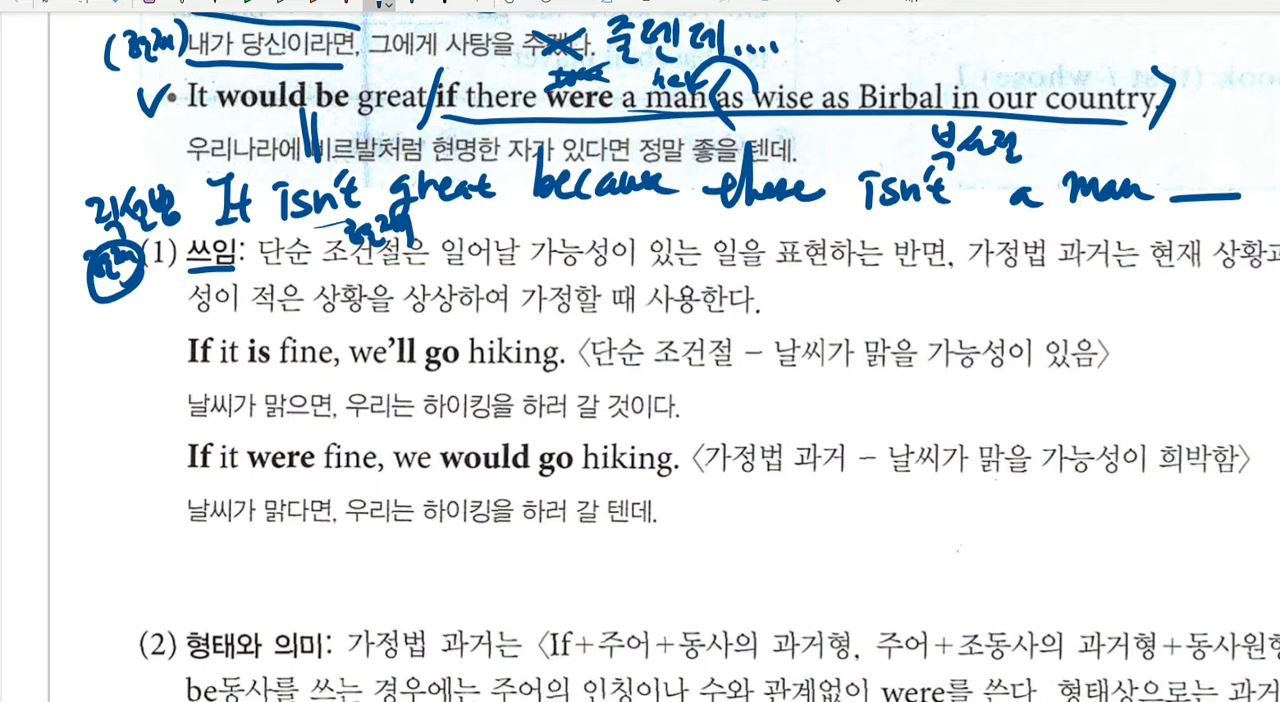 (현재) 내가 당신이라면, 그에게 사탕을 주겠다. 줄텐데....
• It would be great if there were a man as wise as Birbal in our country.
우리나라에 비르발처럼 현명한 자가 있다면 정말 좋을 텐데.
부사절
직설법 It isn't great because there isn't a man
현재
현재
(1) 쓰임: 단순 조건절은 일어날 가능성이 있는 일을 표현하는 반면, 가정법 과거는 현재 상황과
성이 적은 상황을 상상하여 가정할 때 사용한다.
If it is fine, we'll go hiking. 〈단순 조건절 – 날씨가 맑을 가능성이 있음〉
날씨가 맑으면, 우리는 하이킹을 하러 갈 것이다.
If it were fine, we would go hiking. 〈가정법 과거 – 날씨가 맑을 가능성이 희박함〉
날씨가 맑다면, 우리는 하이킹을 하러 갈 텐데.
(2) 형태와 의미: 가정법 과거는 〈If+주어+동사의 과거형, 주어+조동사의 과거형+동사원형
be동사를 쓰는 경우에는 주어의 인칭이나 수와 관계없이 were를 쓴다. 형태상으로는 과거